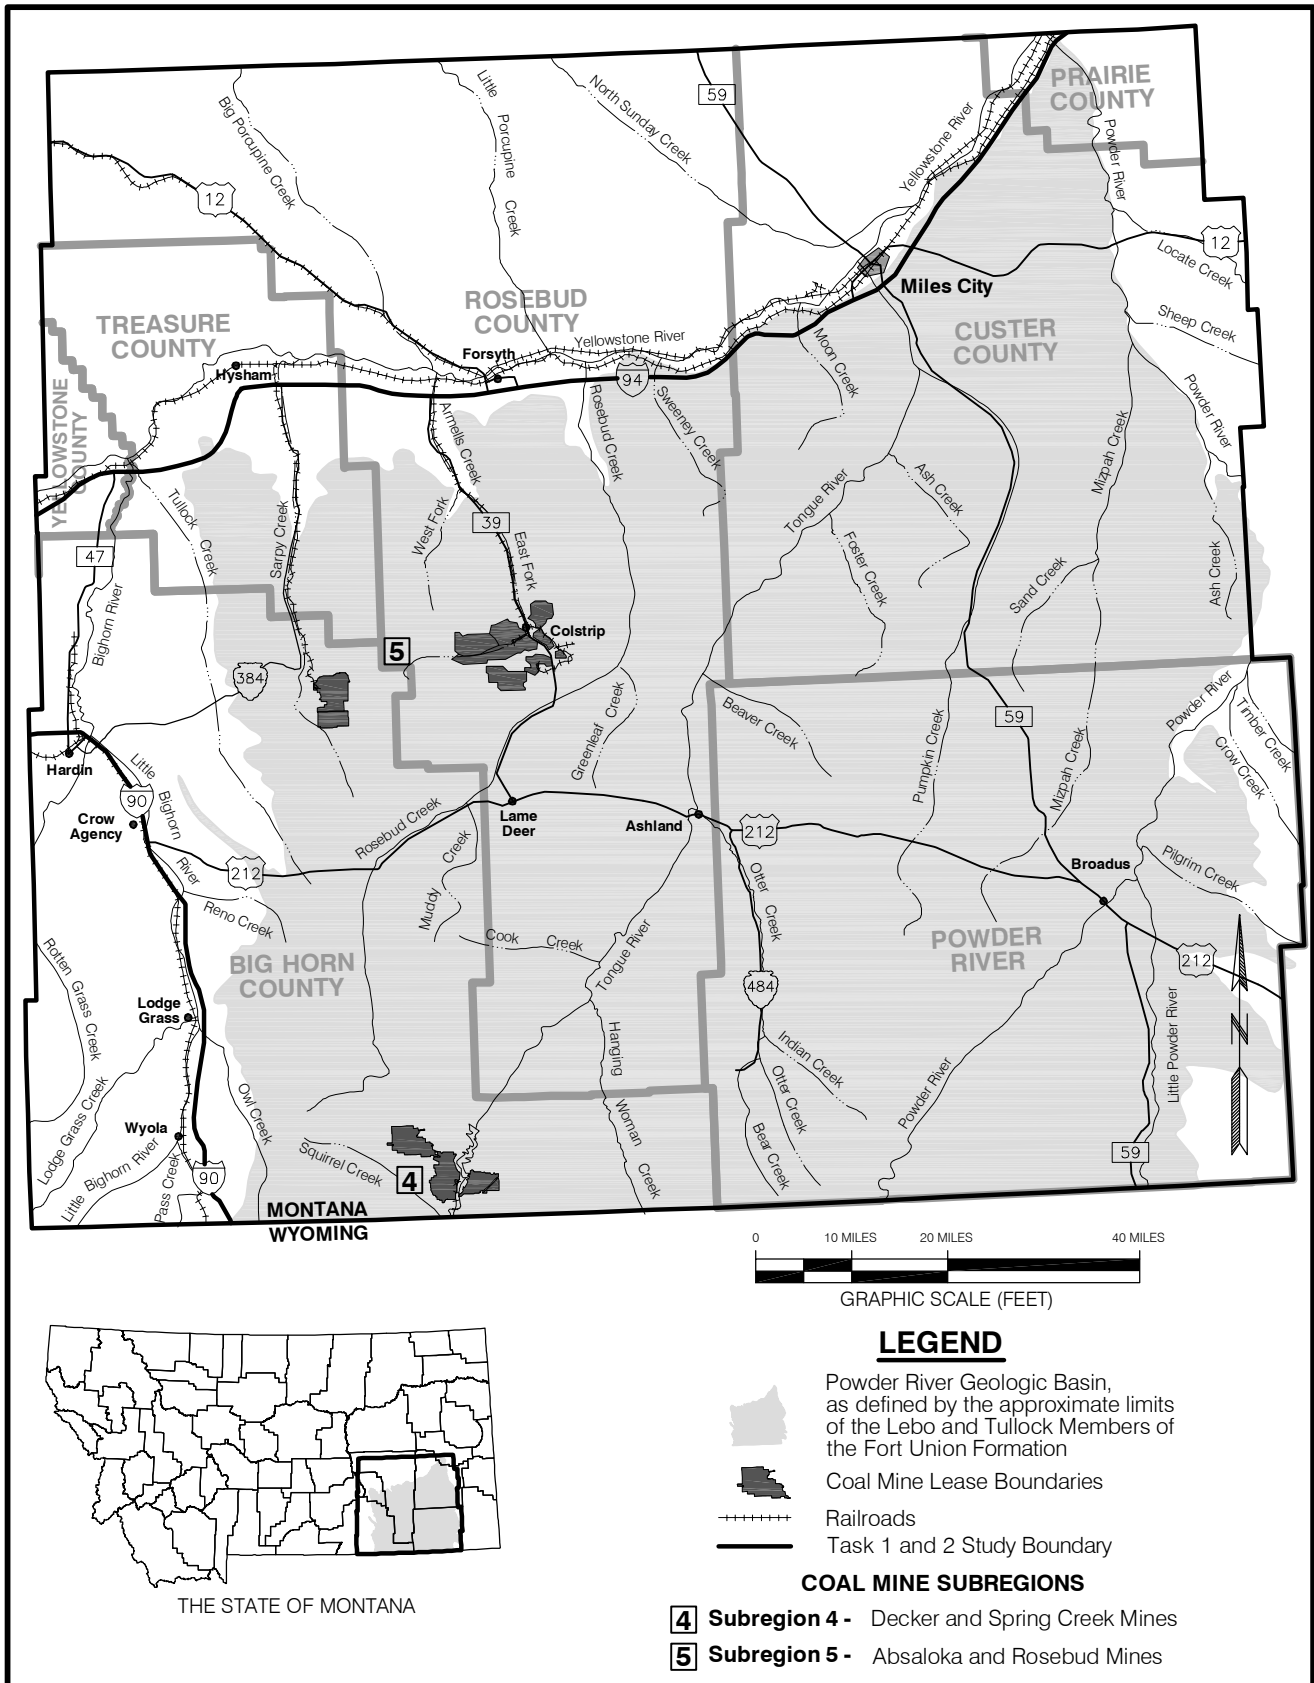 PRAIRIE
COUNTY
59
Big Porcupine Creek
Little Porcupine Creek
North Sunday Creek
Yellowstone River
Powder River
12
12
Locate Creek
Sheep Creek
Miles City
ROSEBUD
COUNTY
TREASURE
COUNTY
CUSTER
COUNTY
Yellowstone River
Forsyth
Hysham
94
Moon Creek
Powder River
YELLOWSTONE
COUNTY
Armells Creek
Rosebud Creek
Sweeney Creek
Mizpah Creek
Tullock Creek
Sarpy Creek
West Fork
39
East Fork
Tongue River
Ash Creek
Foster Creek
Sand Creek
Ash Creek
47
Bighorn River
5
Colstrip
384
Greenleaf Creek
Beaver Creek
Pumpkin Creek
59
Mizpah Creek
Powder River
Timber Creek
Crow Creek
Hardin
Little Bighorn River
90
Crow
Agency
Rosebud Creek
Lame
Deer
Ashland
212
212
Broadus
Pilgrim Creek
Muddy Creek
Otter Creek
Reno Creek
Cook Creek
Tongue River
POWDER
RIVER
212
Rotten Grass Creek
BIG HORN
COUNTY
484
Lodge
Grass
Hanging Woman Creek
Indian Creek
Otter Creek
Little Powder River
Powder River
Lodge Grass Creek
Owl Creek
Wyola
Little Bighorn River
Pass Creek
90
Squirrel Creek
4
Bear Creek
59
N
MONTANA
WYOMING
0 10 MILES 20 MILES 40 MILES
GRAPHIC SCALE (FEET)
LEGEND
Powder River Geologic Basin,
as defined by the approximate limits
of the Lebo and Tullock Members of
the Fort Union Formation
Coal Mine Lease Boundaries
Railroads
Task 1 and 2 Study Boundary
THE STATE OF MONTANA
COAL MINE SUBREGIONS
4 Subregion 4 - Decker and Spring Creek Mines
5 Subregion 5 - Absaloka and Rosebud Mines